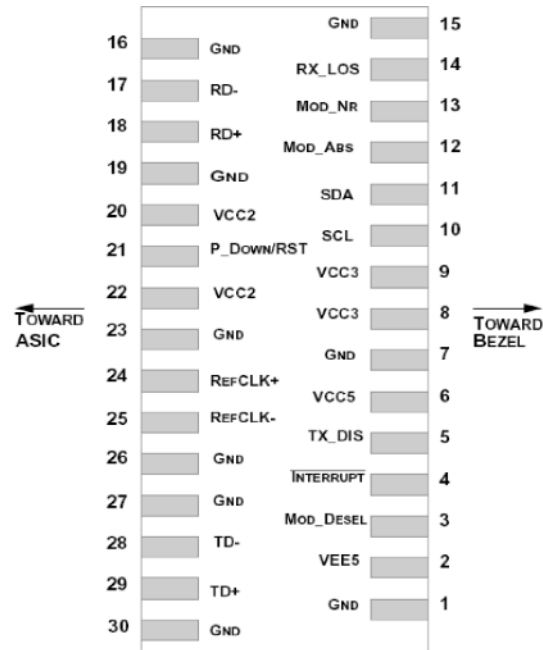 16 GND
17 RD-
18 RD+
19 GND
20 VCC2
21 P_DOWN/RST
22 VCC2
23 GND
24 REFCLK+
25 REFCLK-
26 GND
27 GND
28 TD-
29 TD+
30 GND
TOWARD
ASIC
GND 15
RX_LOS 14
MOD_NR 13
MOD_ABS 12
SDA 11
SCL 10
VCC3 9
VCC3 8
GND 7
VCC5 6
TX_DIS 5
INTERRUPT 4
MOD_DESEL 3
VEE5 2
GND 1
TOWARD
BEZEL